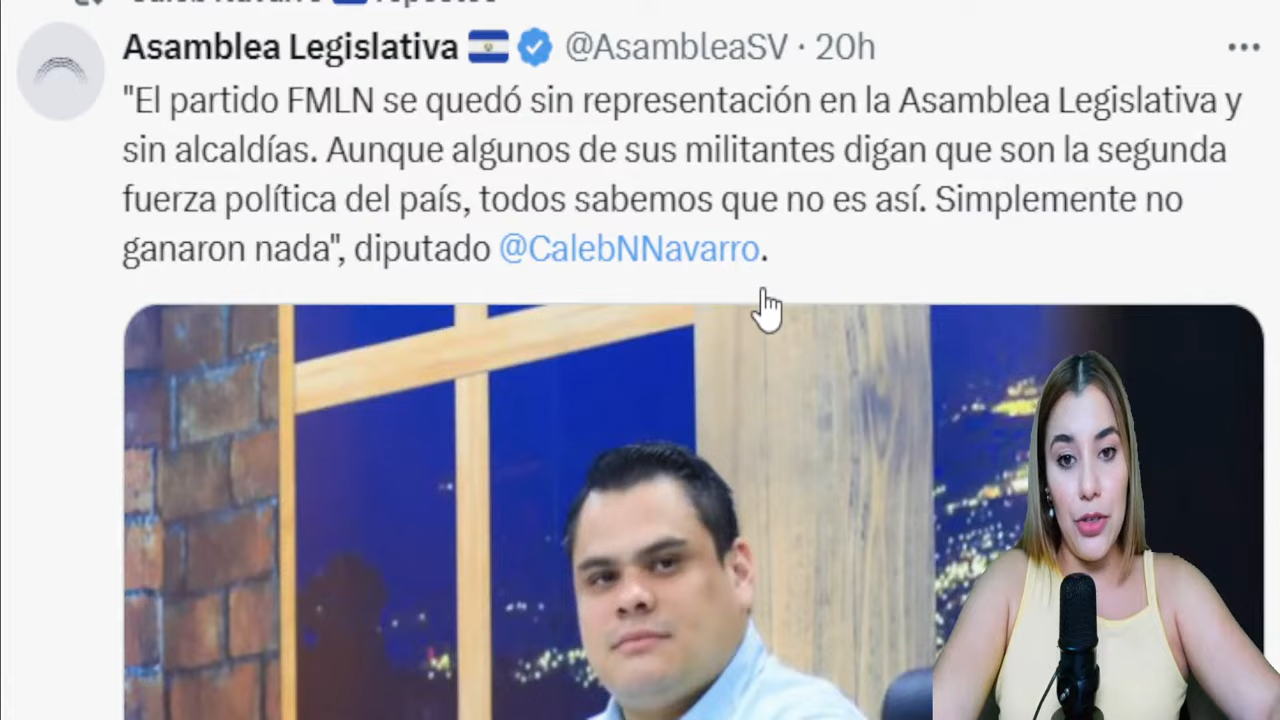 Asamblea Legislativa @AsambleaSV · 20h
"El partido FMLN se quedó sin representación en la Asamblea Legislativa y
sin alcaldías. Aunque algunos de sus militantes digan que son la segunda
fuerza política del país, todos sabemos que no es así. Simplemente no
ganaron nada", diputado @CalebNNavarro.